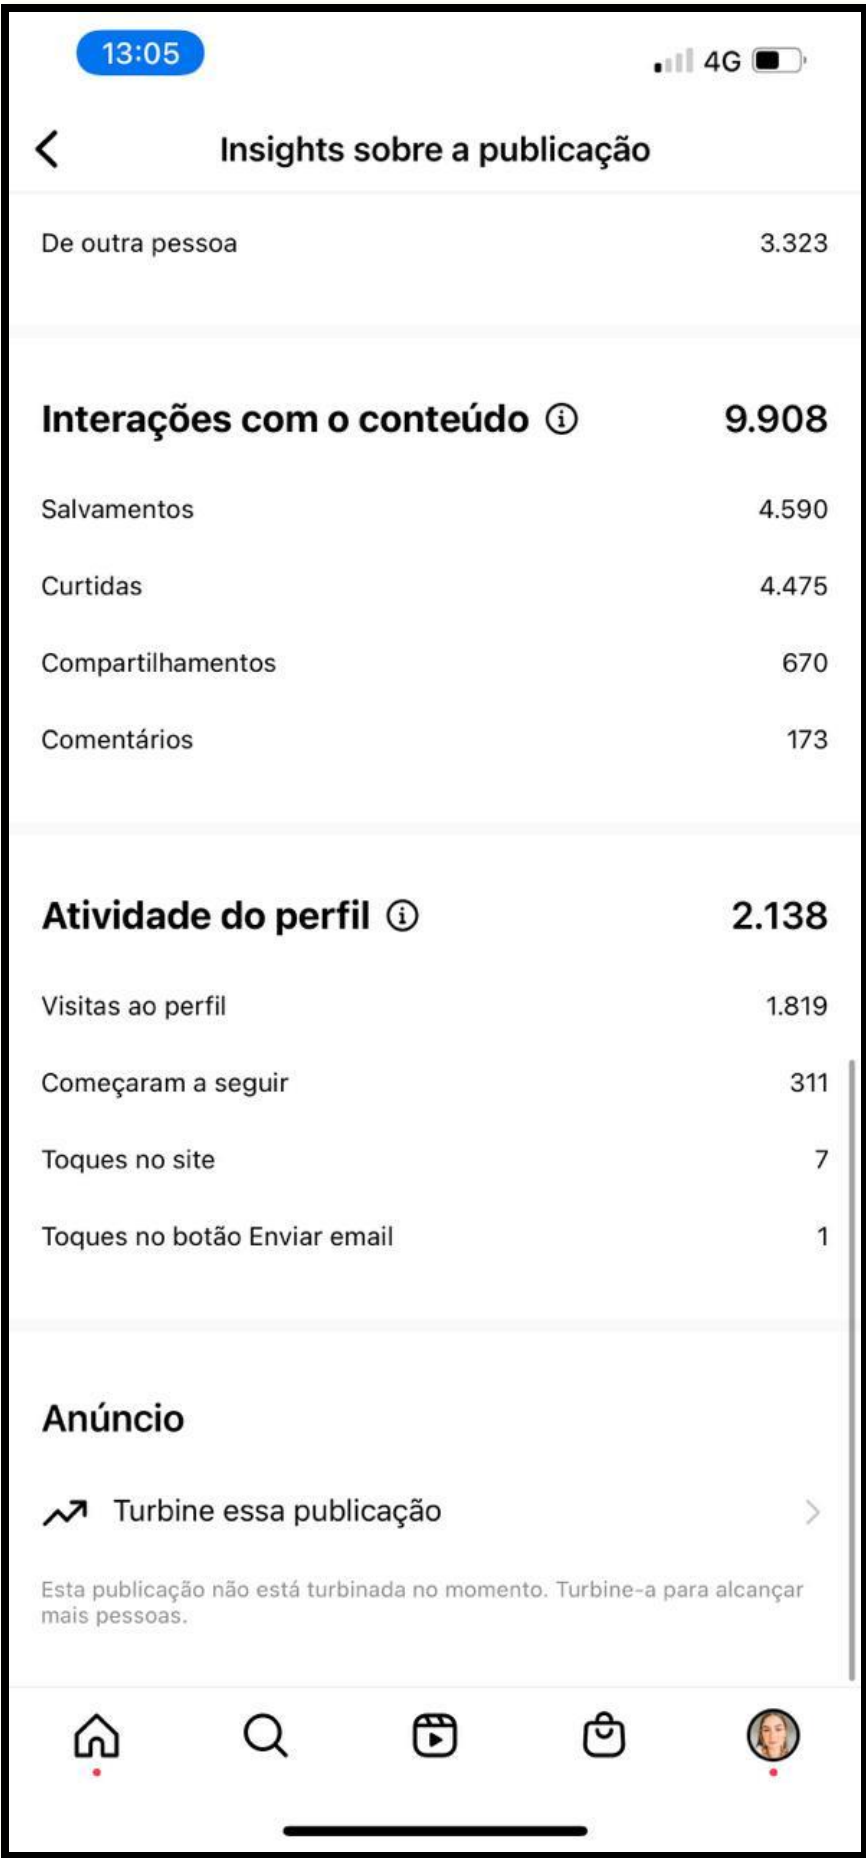 13:05
4G
Insights sobre a publicação
De outra pessoa 3.323
Interações com o conteúdo 9.908
Salvamentos 4.590
Curtidas 4.475
Compartilhamentos 670
Comentários 173
Atividade do perfil 2.138
Visitas ao perfil 1.819
Começaram a seguir 311
Toques no site 7
Toques no botão Enviar email 1
Anúncio
Turbine essa publicação
Esta publicação não está turbinada no momento. Turbine-a para alcançar
mais pessoas.